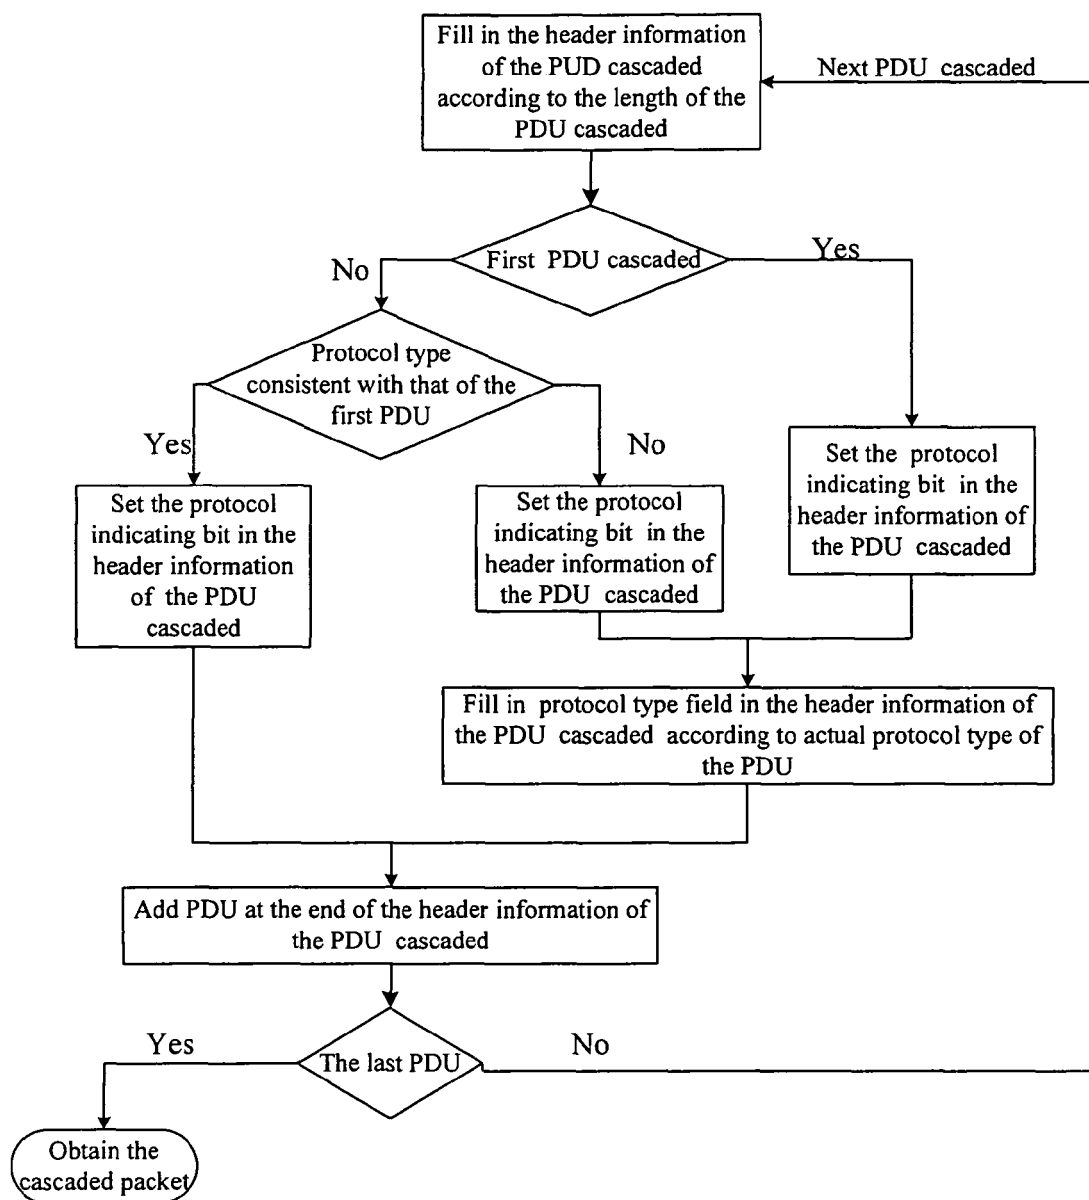 Fill in the header information
of the PUD cascaded
according to the length of the
PDU cascaded
Next PDU cascaded
First PDU cascaded
No
Yes
Protocol type
consistent with that of the
first PDU
Yes
No
Set the protocol
indicating bit in the
header information of
the PDU cascaded
Set the protocol
indicating bit in the
header information
of the PDU
cascaded
Set the protocol
indicating bit in the
header information of
the PDU cascaded
Fill in protocol type field in the header information of
the PDU cascaded according to actual protocol type of
the PDU
Add PDU at the end of the header information of
the PDU cascaded
Yes
The last PDU
No
Obtain the
cascaded packet